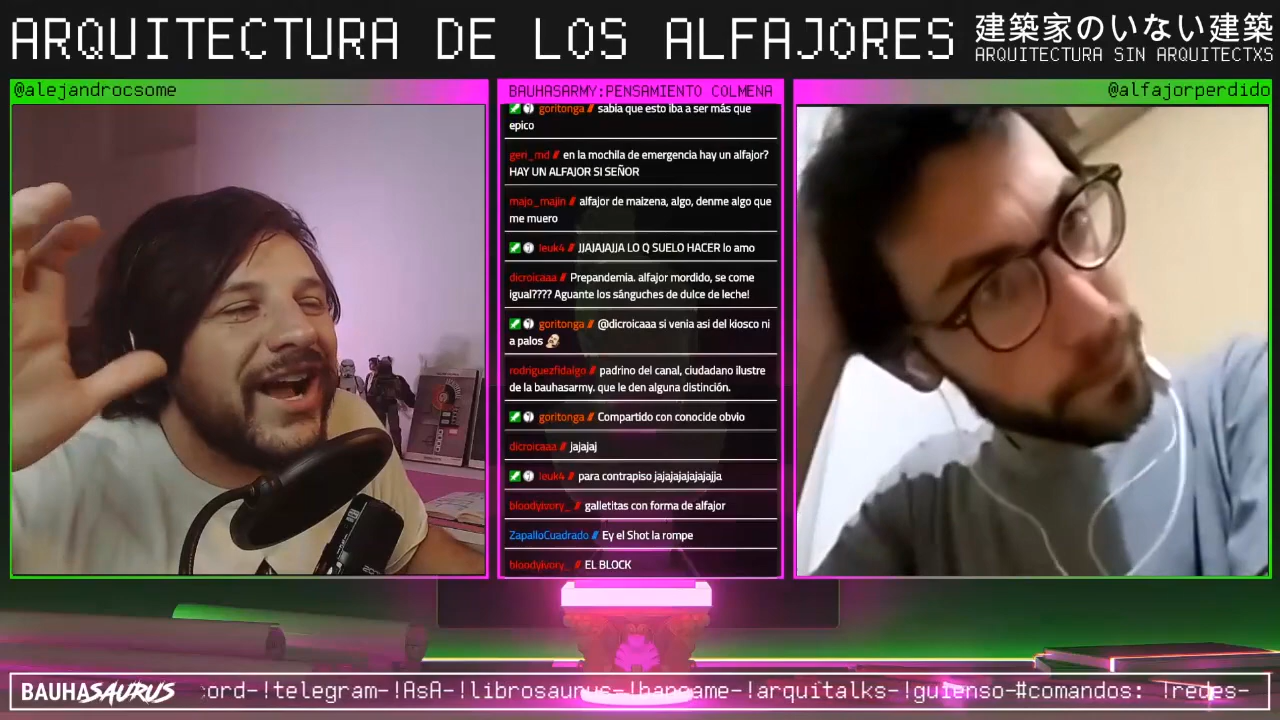 ARQUITECTURA DE LOS ALFAJORES
建築家のいない建築
ARQUITECTURA SIN ARQUITECTXS
@alejandrocsome
BAUHASARMY:PENSAMIENTO COLMENA
@alfajorperdido
goritonga // sabia que esto iba a ser más que
epico
geri_md // en la mochila de emergencia hay un alfajor?
HAY UN ALFAJOR SI SEÑOR
majo_majin // alfajor de maizena, algo, denme algo que
me muero
leuk4 // JJAJAJAJJA LO Q SUELO HACER lo amo
dicroicaaa // Prepandemia. alfajor mordido, se come
igual???? Aguante los sánguches de dulce de leche!
goritonga // @dicroicaaa si venia asi del kiosco ni
a palos
rodriguezfidalgo // padrino del canal, ciudadano ilustre
de la bauhasarmy. que le den alguna distinción.
goritonga // Compartido con conocide obvio
dicroicaaa // jajajaj
leuk4 // para contrapiso jajajajajajajajja
bloodyivory_ // galletitas con forma de alfajor
ZapalloCuadrado // Ey el Shot la rompe
bloodyivory_ // EL BLOCK
BAUHASAURUS
ord-!telegram-!AsA-!librosaurus-!hangame-!arquitalks-!guienso-#comandos: !redes-